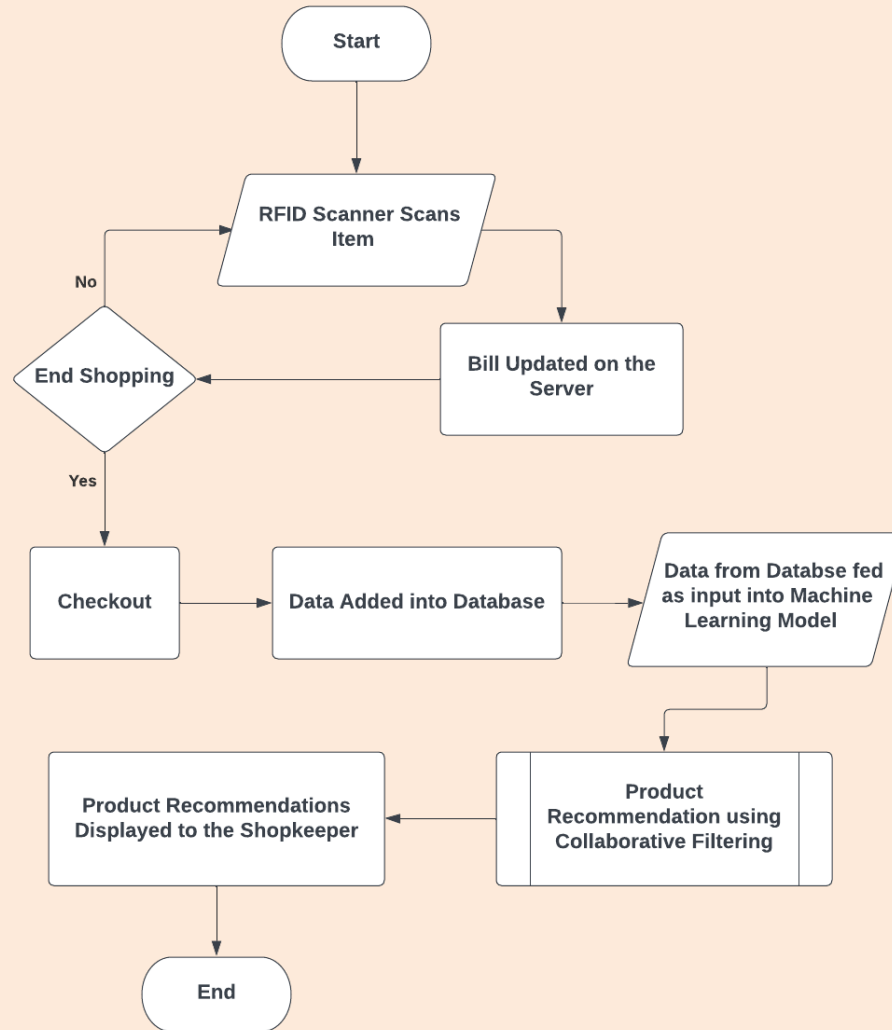 Start
RFID Scanner Scans
Item
No
Bill Updated on the
Server
End Shopping
Yes
Checkout
Data Added into Database
Data from Databse fed
as input into Machine
Learning Model
Product
Recommendation using
Collaborative Filtering
Product Recommendations
Displayed to the Shopkeeper
End